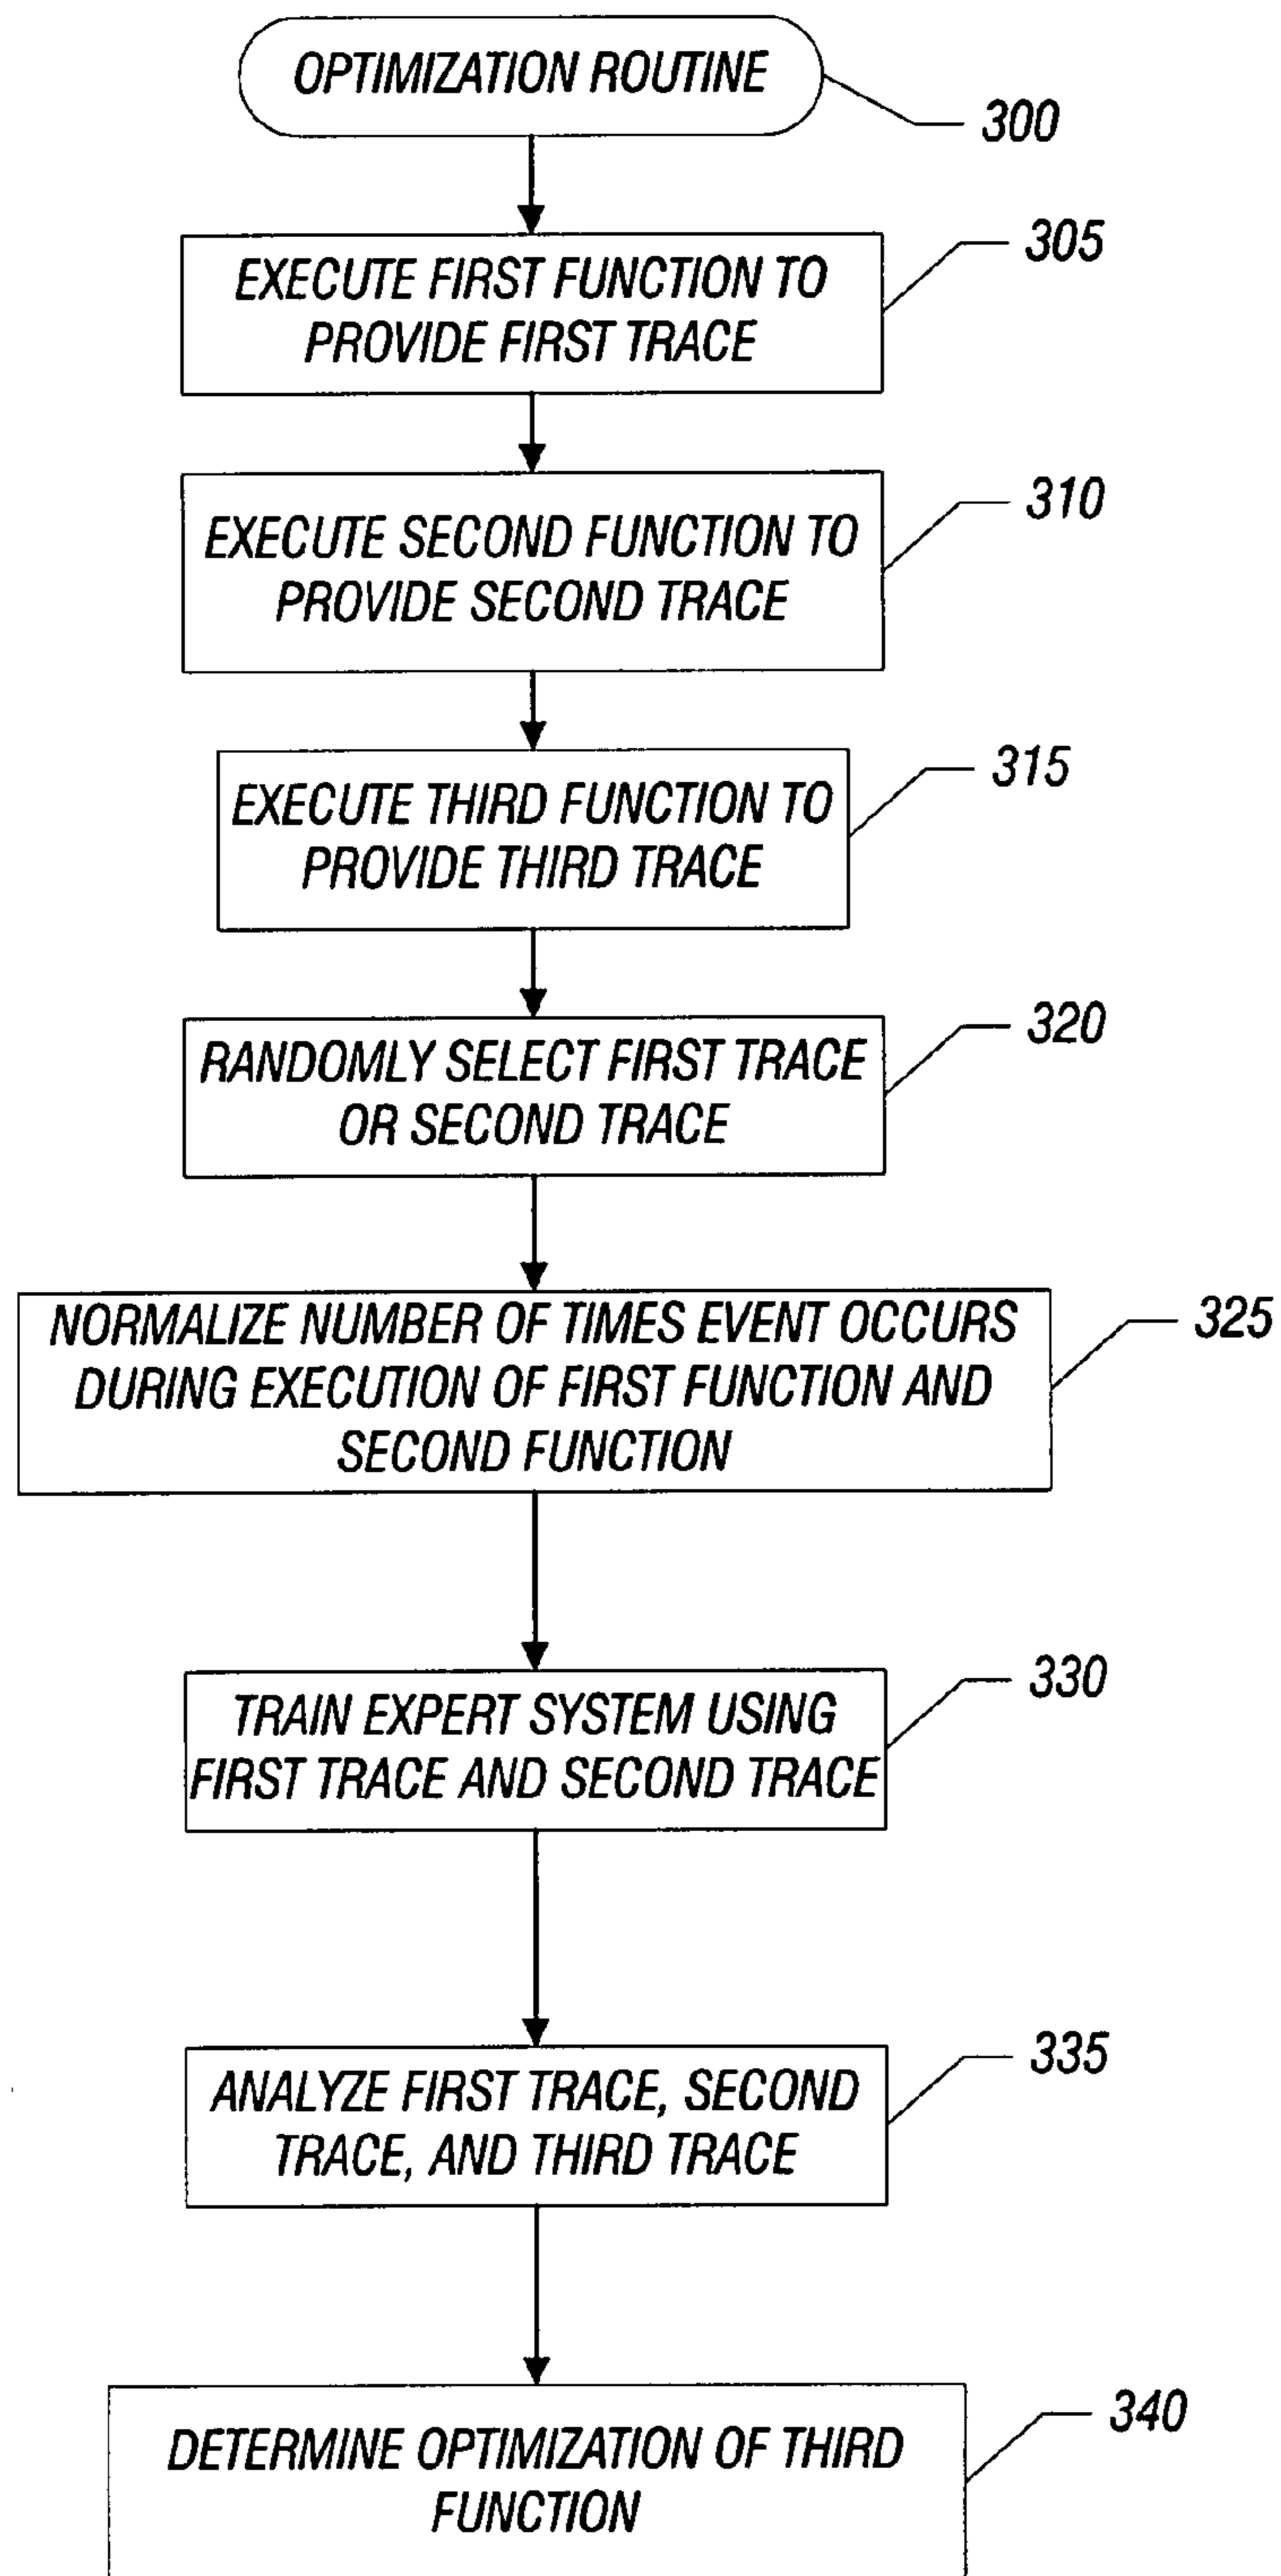 OPTIMIZATION ROUTINE
300
EXECUTE FIRST FUNCTION TO
PROVIDE FIRST TRACE
305
EXECUTE SECOND FUNCTION TO
PROVIDE SECOND TRACE
310
EXECUTE THIRD FUNCTION TO
PROVIDE THIRD TRACE
315
RANDOMLY SELECT FIRST TRACE
OR SECOND TRACE
320
NORMALIZE NUMBER OF TIMES EVENT OCCURS
DURING EXECUTION OF FIRST FUNCTION AND
SECOND FUNCTION
325
TRAIN EXPERT SYSTEM USING
FIRST TRACE AND SECOND TRACE
330
ANALYZE FIRST TRACE, SECOND
TRACE, AND THIRD TRACE
335
DETERMINE OPTIMIZATION OF THIRD
FUNCTION
340